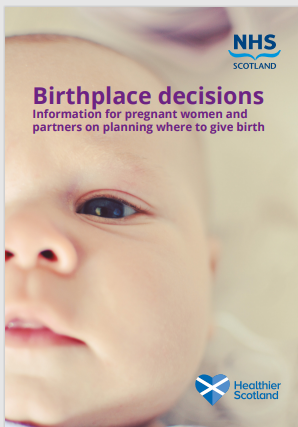 NHS
SCOTLAND
Birthplace decisions
Information for pregnant women and
partners on planning where to give birth
Healthier
Scotland